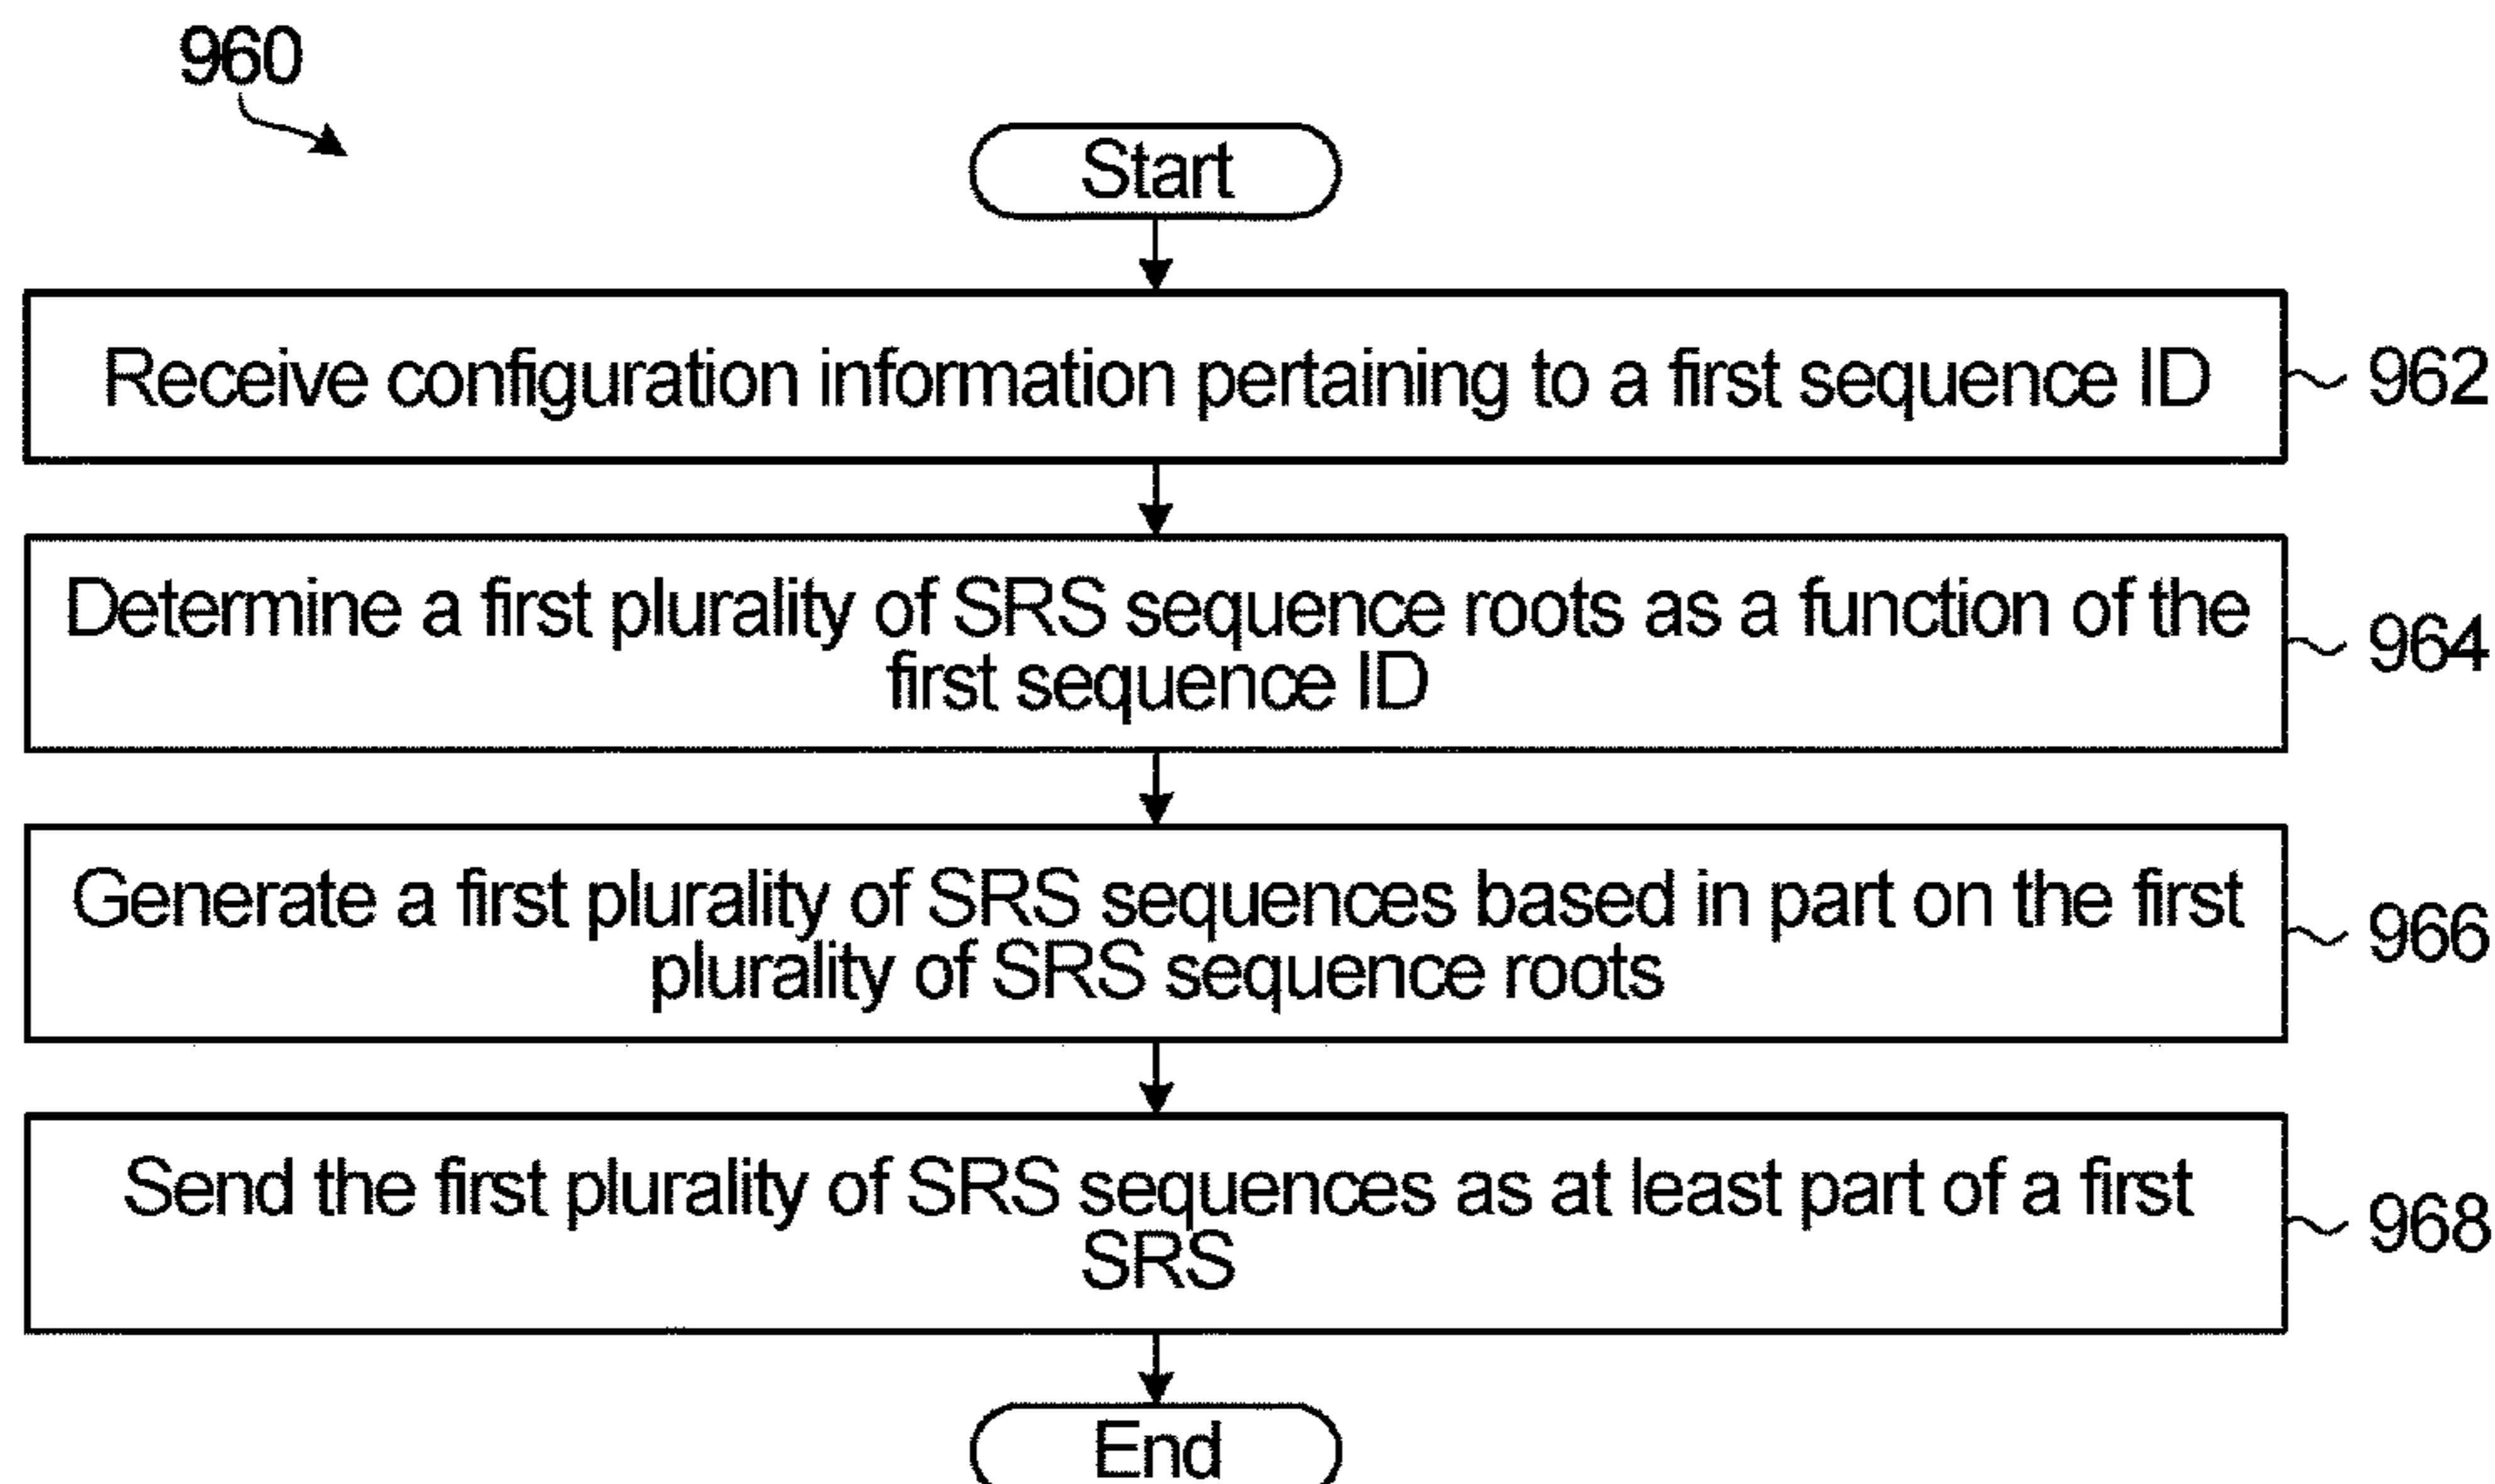 960
Start
Receive configuration information pertaining to a first sequence ID
962
Determine a first plurality of SRS sequence roots as a function of the
first sequence ID
964
Generate a first plurality of SRS sequences based in part on the first
plurality of SRS sequence roots
966
Send the first plurality of SRS sequences as at least part of a first
SRS
968
End